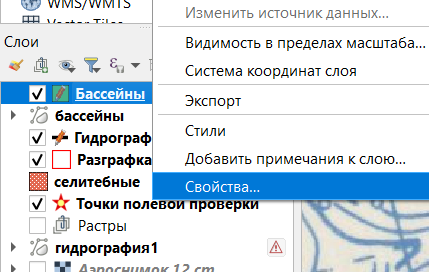 WMS/WMTS
Vector Tiles
Слои
Бассейны
бассейны
Гидрограф
Разграфка
селитебные
Точки полевой проверки
Растры
гидрография1
Аэроснимок 12 cm
Изменить источник данных...
Видимость в пределах масштаба...
Система координат слоя
Экспорт
Стили
Добавить примечания к слою...
Свойства...